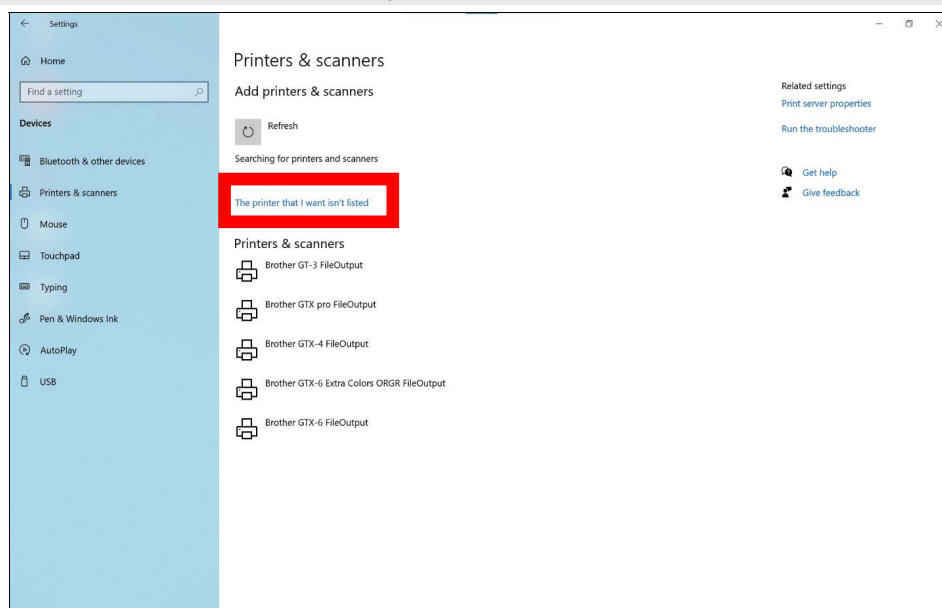 Settings
Home
Find a setting
Devices
Bluetooth & other devices
Printers & scanners
Mouse
Touchpad
Typing
Pen & Windows Ink
AutoPlay
USB
Printers & scanners
Add printers & scanners
Refresh
Searching for printers and scanners
The printer that I want isn't listed
Printers & scanners
Brother GT-3 FileOutput
Brother GTX pro FileOutput
Brother GTX-4 FileOutput
Brother GTX-6 Extra Colors ORGR FileOutput
Brother GTX-6 FileOutput
Related settings
Print server properties
Run the troubleshooter
Get help
Give feedback